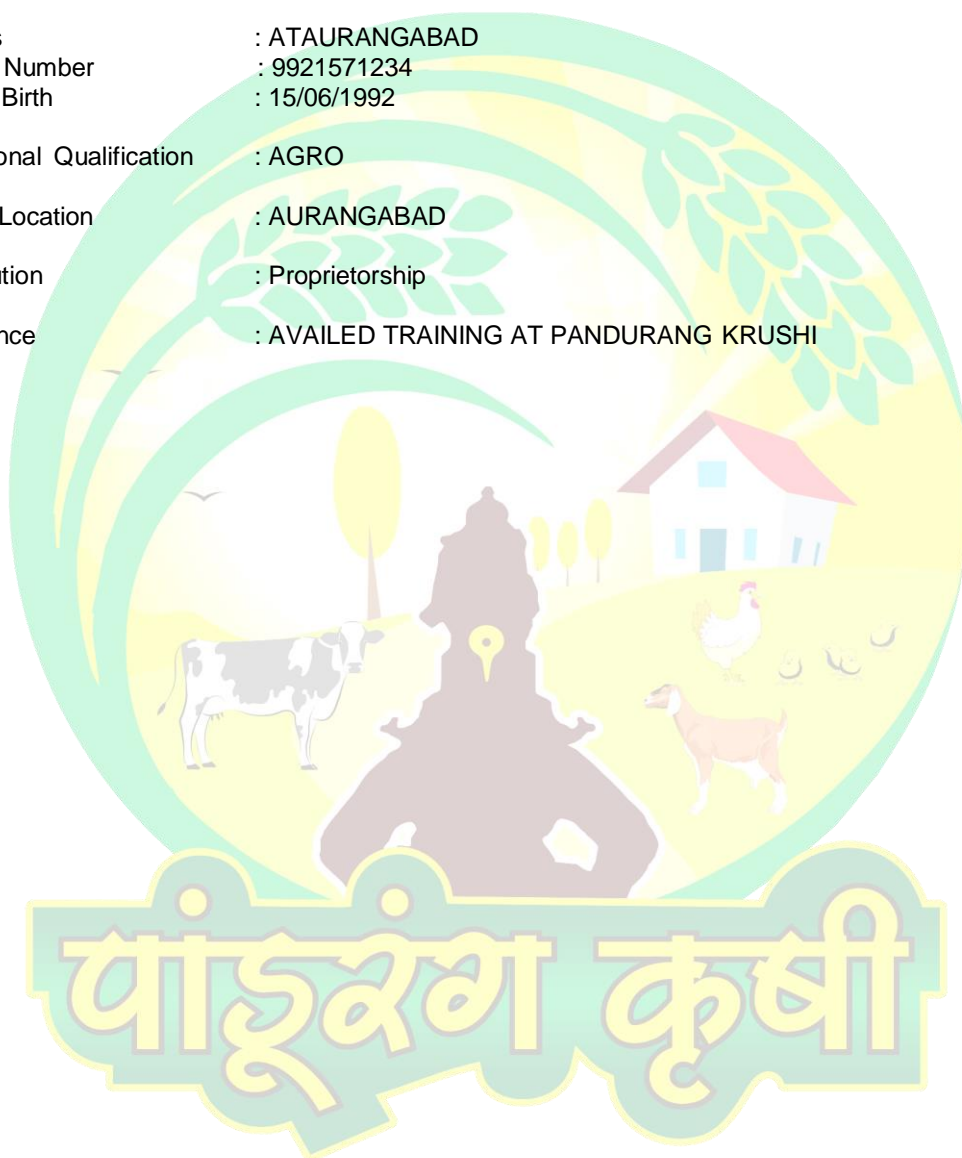 s : ATAURANGABAD
Number : 9921571234
Birth : 15/06/1992
onal Qualification : AGRO
Location : AURANGABAD
ution : Proprietorship
nce : AVAILED TRAINING AT PANDURANG KRUSHI
पांडूरंग कृषी